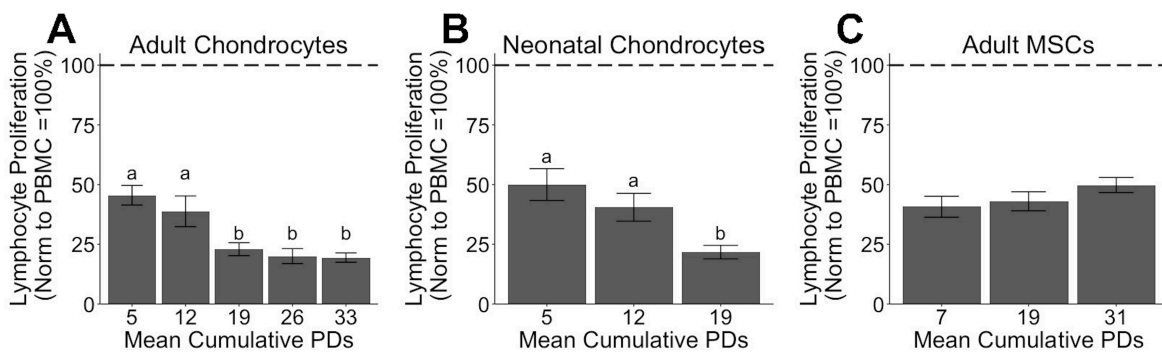 A
Adult Chondrocytes
Lymphocyte Proliferation
(Norm to PBMC =100%)
100
75
50
25
0
a
a
b
b
b
5 12 19 26 33
Mean Cumulative PDs
B
Neonatal Chondrocytes
Lymphocyte Proliferation
(Norm to PBMC =100%)
100
75
50
25
0
a
a
b
5 12 19
Mean Cumulative PDs
C
Adult MSCs
Lymphocyte Proliferation
(Norm to PBMC =100%)
100
75
50
25
0
7 19 31
Mean Cumulative PDs